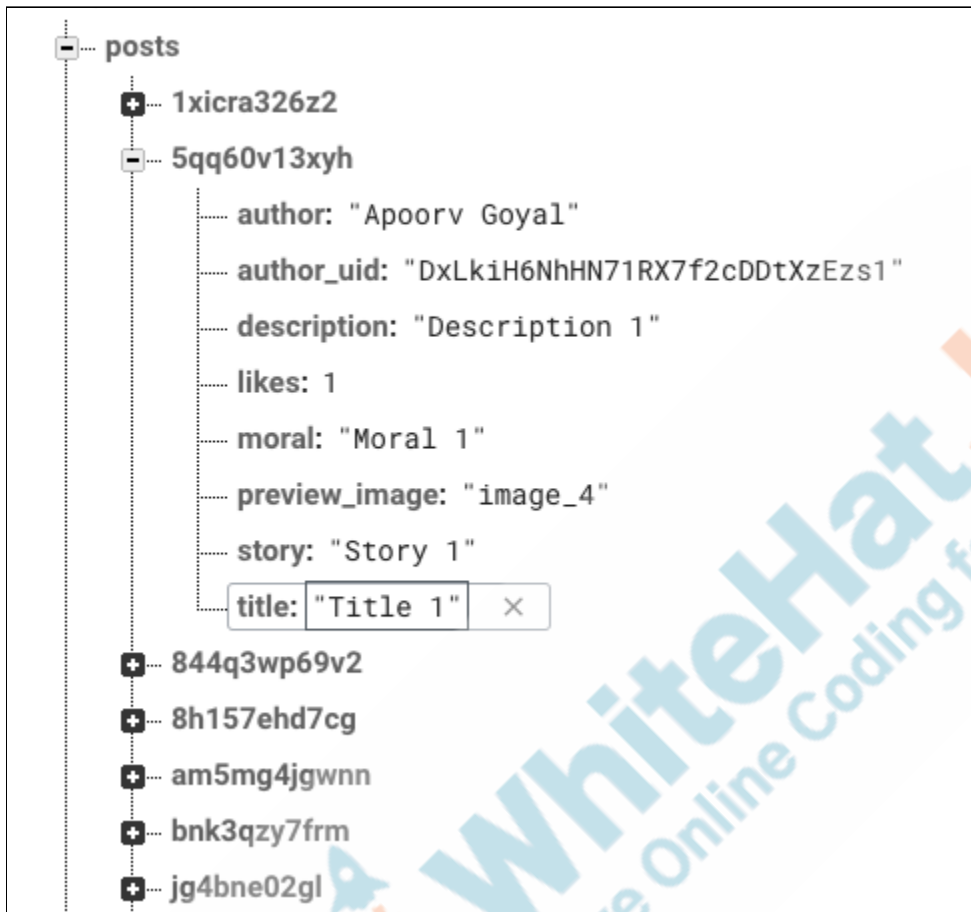 posts
1xicra326z2
5qq60v13xyh
author: "Apoorv Goyal"
author_uid: "DxLkiH6NhHN71RX7f2cDDtXzEzs1"
description: "Description 1"
likes: 1
moral: "Moral 1"
preview_image: "image_4"
story: "Story 1"
title: "Title 1" ×
844q3wp69v2
8h157ehd7cg
am5mg4jgwnn
bnk3qzy7frm
jg4bne02gl
WhiteHat
Online Coding